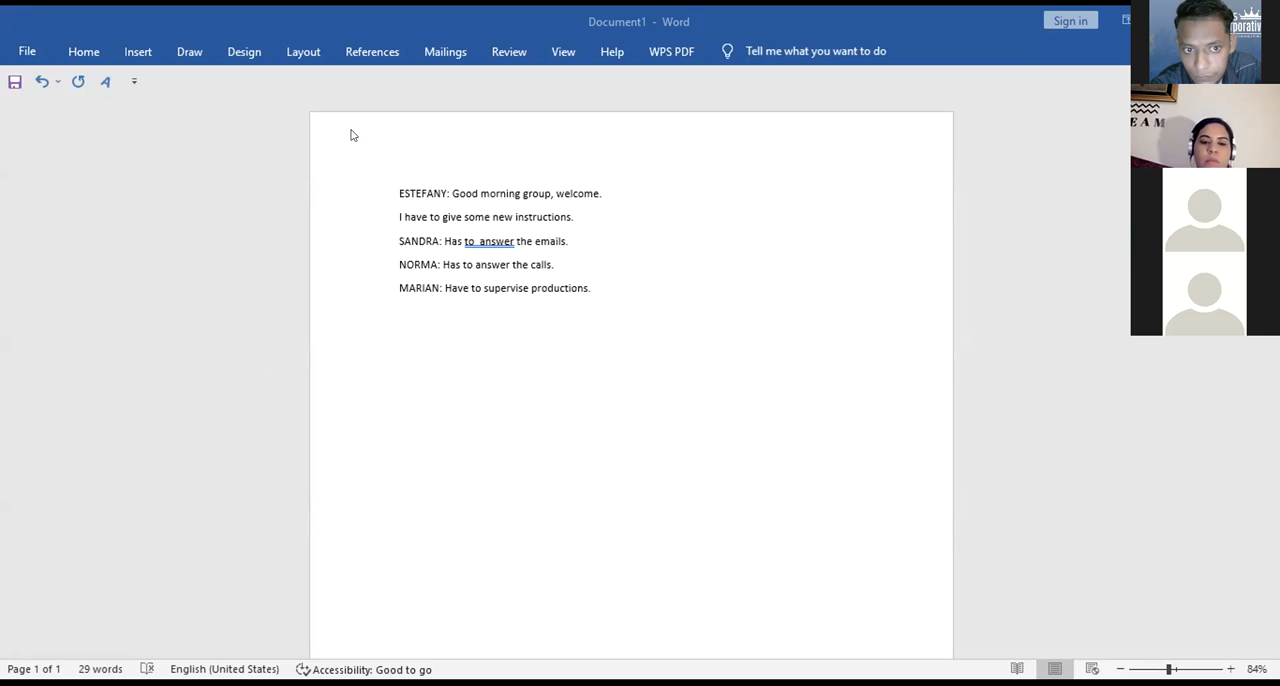 Document1 - Word
Sign in
File Home Insert Draw Design Layout References Mailings Review View Help WPS PDF Tell me what you want to do
ESTEFANY: Good morning group, welcome.
I have to give some new instructions.
SANDRA: Has to  answer the emails.
NORMA: Has to answer the calls.
MARIAN: Have to supervise productions.
EAM
Page 1 of 1 29 words English (United States) Accessibility: Good to go 84%